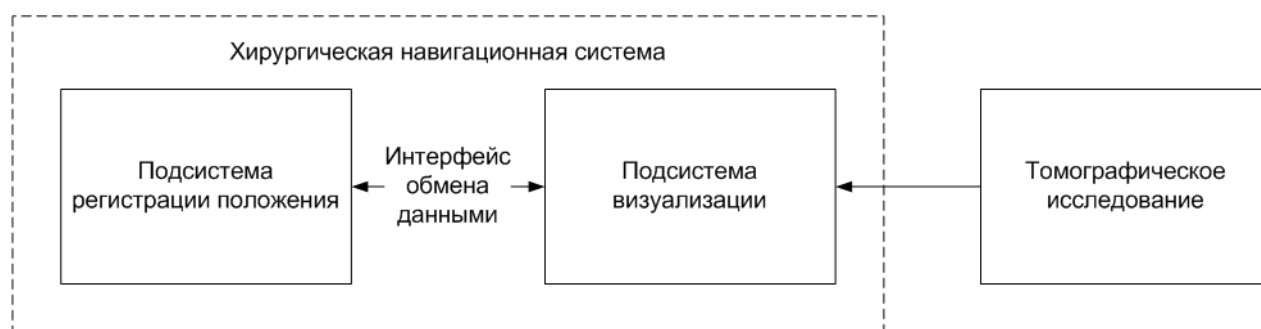 Хирургическая навигационная система
Подсистема
регистрации положения
Интерфейс
обмена
данными
Подсистема
визуализации
Томографическое
исследование